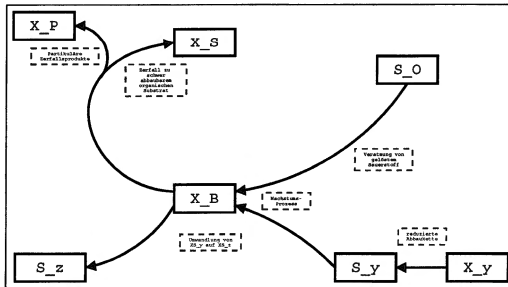 X_P
X_S
Partikuläre
Zerfallsprodukte
Zerfall zu
schwer
abbaubarem
organischen
Substrat
S_O
Veratmung von
gelöstem
Sauerstoff
X_B
Wachstums-
Prozess
Umwandlung von
XS_y auf XS_z
reduzierte
Abbaukette
S_z
S_y
X_y